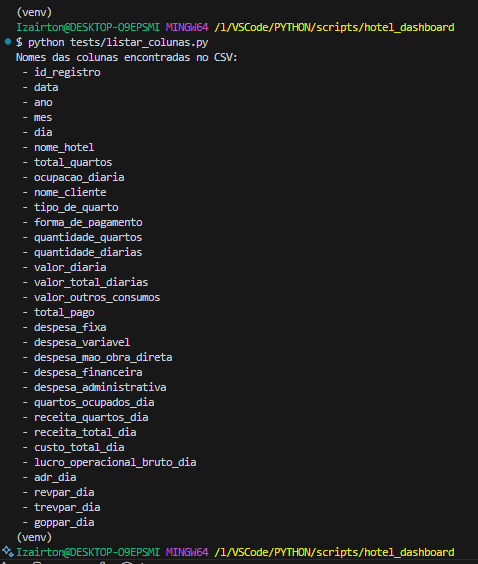 (venv)
Izairton@DESKTOP-O9EPSMI MINGW64 /l/VSCode/PYTHON/scripts/hotel_dashboard
$ python tests/listar_colunas.py
Nomes das colunas encontradas no CSV:
- id_registro
- data
- ano
- mes
- dia
- nome_hotel
- total_quartos
- ocupacao_diaria
- nome_cliente
- tipo_de_quarto
- forma_de_pagamento
- quantidade_quartos
- quantidade_diarias
- valor_diaria
- valor_total_diarias
- valor_outros_consumos
- total_pago
- despesa_fixa
- despesa_variavel
- despesa_mao_obra_direta
- despesa_financeira
- despesa_administrativa
- quartos_ocupados_dia
- receita_quartos_dia
- receita_total_dia
- custo_total_dia
- lucro_operacional_bruto_dia
- adr_dia
- revpar_dia
- trevpar_dia
- goppar_dia
(venv)
Izairton@DESKTOP-O9EPSMI MINGW64 /l/VSCode/PYTHON/scripts/hotel_dashboard